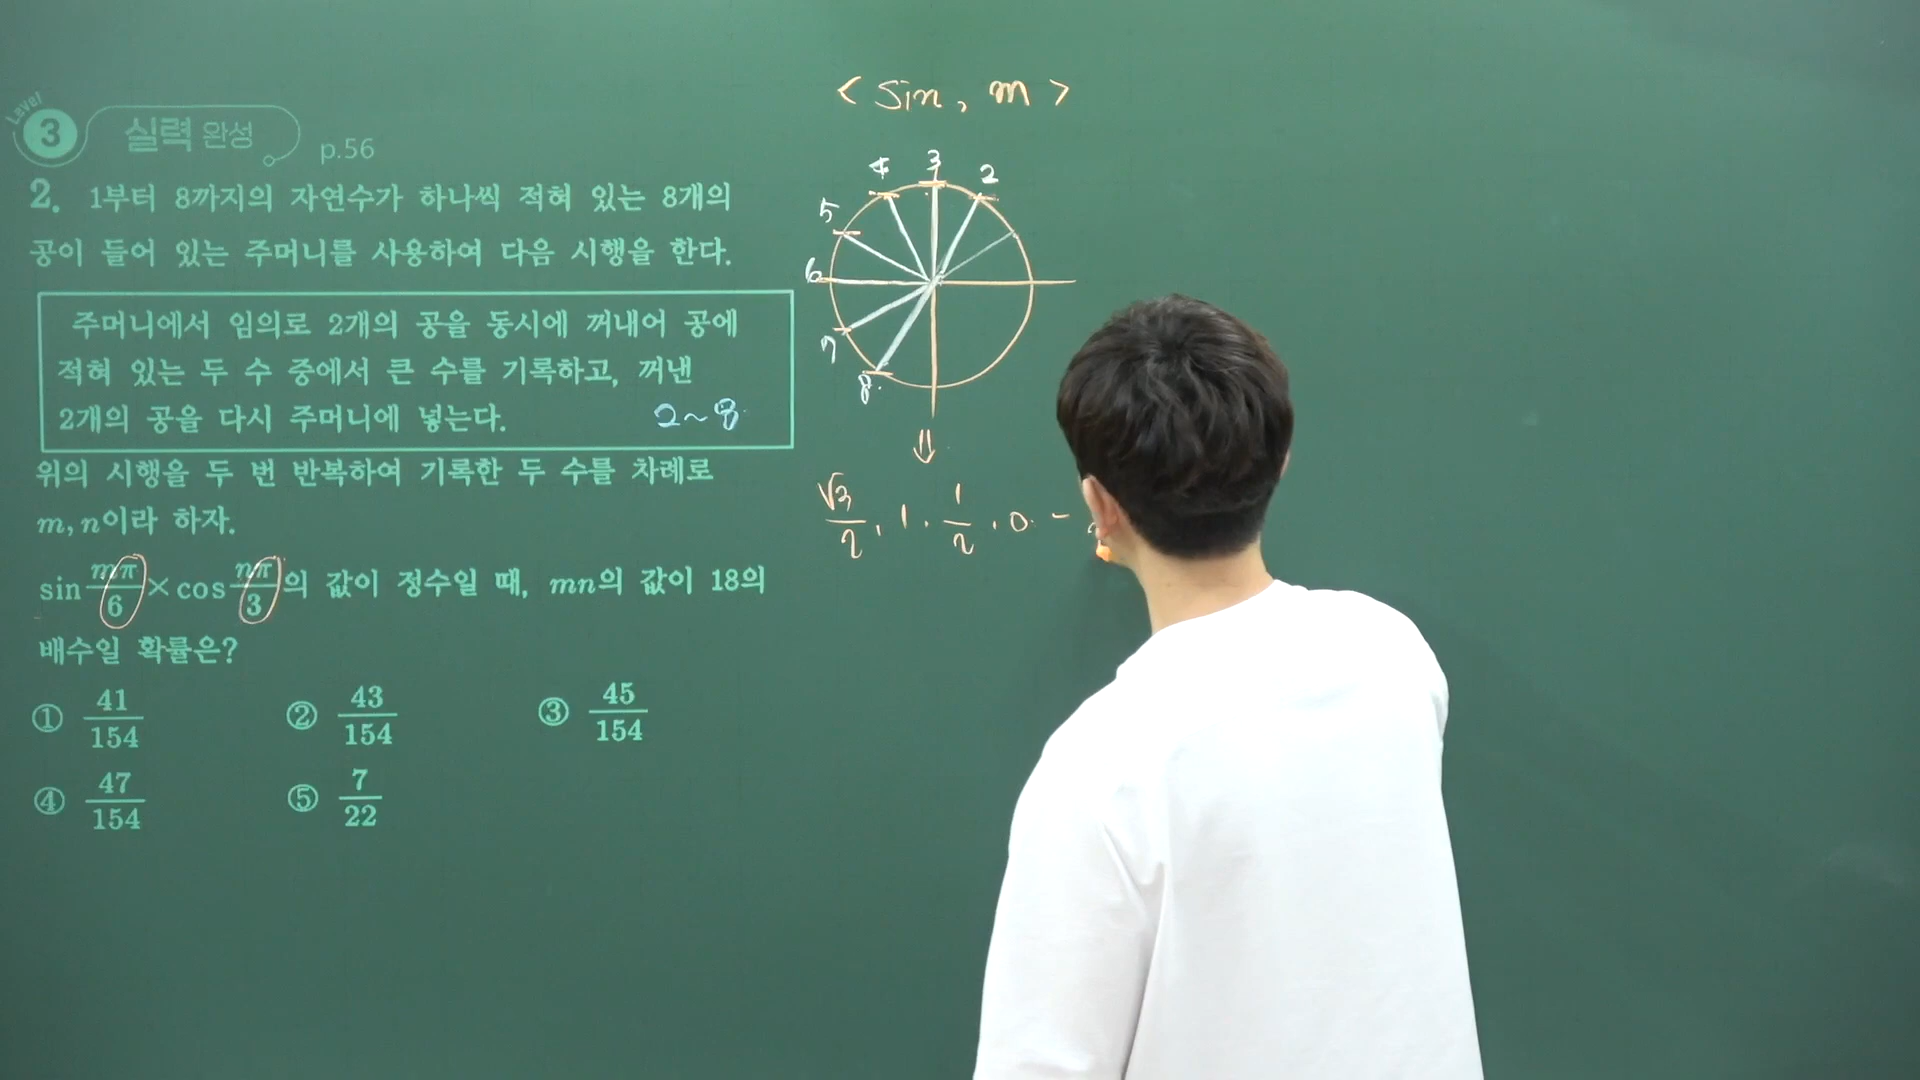 Level 3 실력 완성 p.56
2. 1부터 8까지의 자연수가 하나씩 적혀 있는 8개의
공이 들어 있는 주머니를 사용하여 다음 시행을 한다.
주머니에서 임의로 2개의 공을 동시에 꺼내어 공에
적혀 있는 두 수 중에서 큰 수를 기록하고, 꺼낸
2개의 공을 다시 주머니에 넣는다.
2~8
위의 시행을 두 번 반복하여 기록한 두 수를 차례로
m, n이라 하자.
sin mπ/6 × cos nπ/3 의 값이 정수일 때, mn의 값이 18의
배수일 확률은?
① 41/154 ② 43/154 ③ 45/154
④ 47/154 ⑤ 7/22
< sin, m >
4 3 2
5
6
7
8
⇓
√3/2, 1, 1/2, 0, -